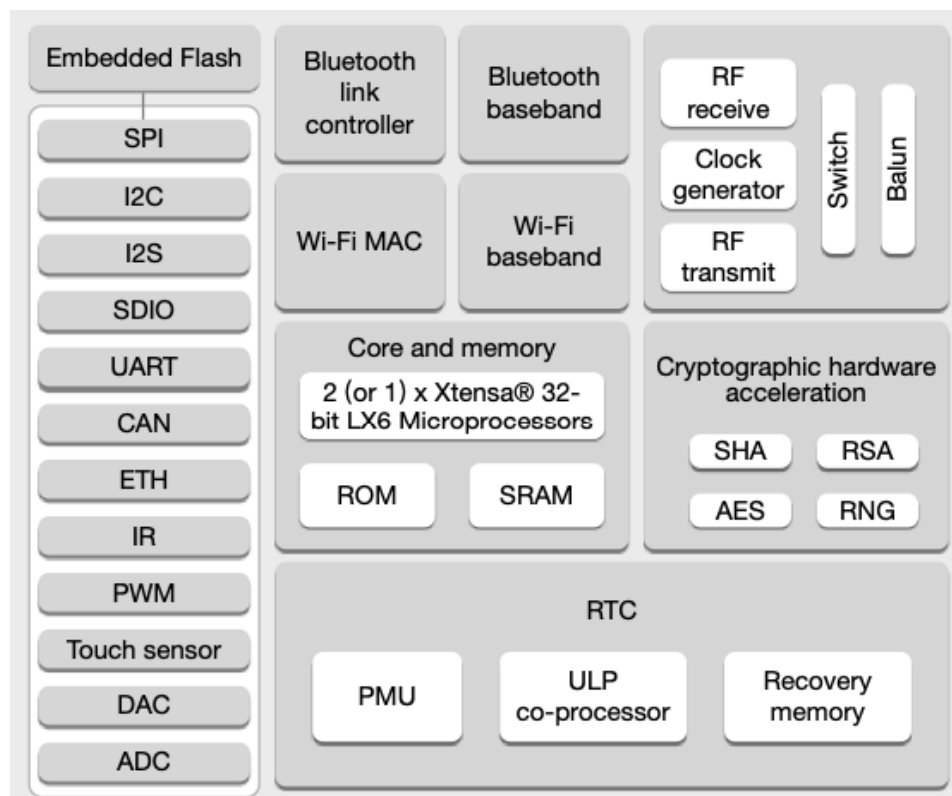 Embedded Flash
SPI
I2C
I2S
SDIO
UART
CAN
ETH
IR
PWM
Touch sensor
DAC
ADC
Bluetooth
link
controller
Bluetooth
baseband
Wi-Fi MAC
Wi-Fi
baseband
RF
receive
Clock
generator
RF
transmit
Switch
Balun
Core and memory
2 (or 1) x Xtensa® 32-
bit LX6 Microprocessors
ROM
SRAM
Cryptographic hardware
acceleration
SHA
RSA
AES
RNG
RTC
PMU
ULP
co-processor
Recovery
memory